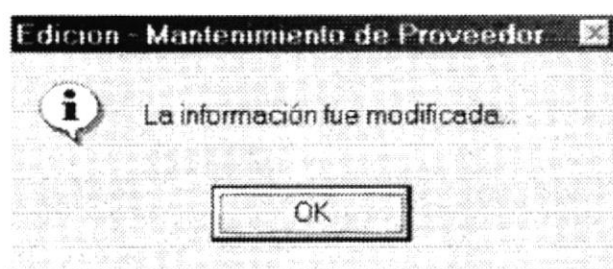 Edicion - Mantenimiento de Proveedor
La información fue modificada...
OK